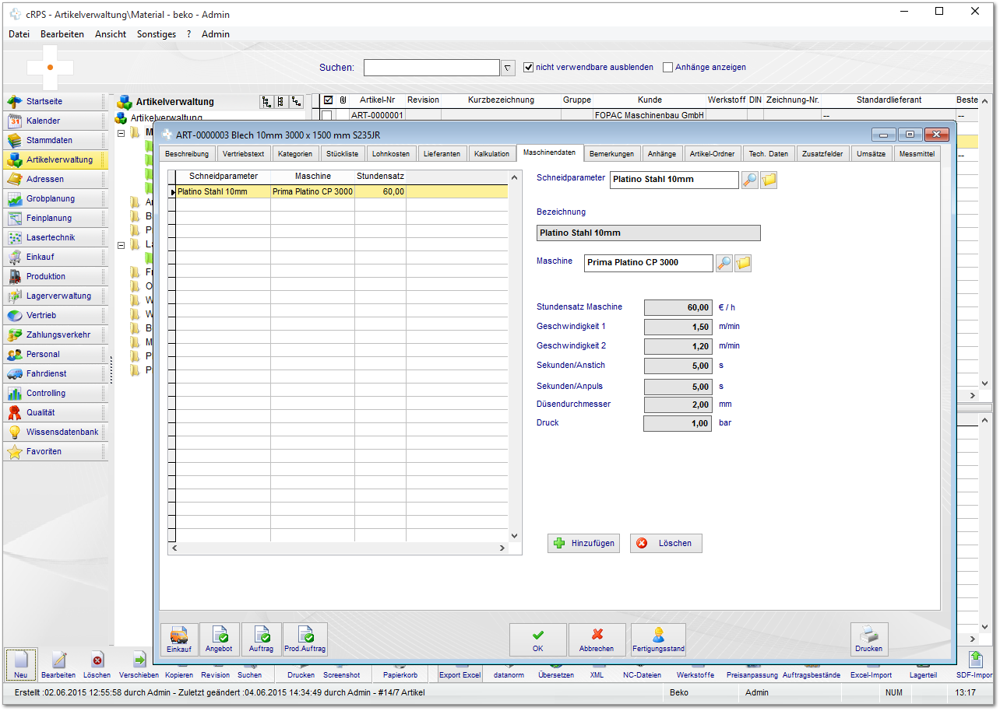 cRPS - Artikelverwaltung\Material - beko - Admin
Datei Bearbeiten Ansicht Sonstiges ? Admin
Suchen: nicht verwendbare ausblenden Anhänge anzeigen
Startseite
Kalender
Stammdaten
Artikelverwaltung
Adressen
Grobplanung
Feinplanung
Lasertechnik
Einkauf
Produktion
Lagerverwaltung
Vertrieb
Zahlungsverkehr
Personal
Fahrdienst
Controlling
Qualität
Wissensdatenbank
Favoriten
Artikelverwaltung
Artikelverwaltung
Artikel-Nr Revision Kurzbezeichnung Gruppe Kunde Werkstoff DIN Zeichnung-Nr. Standardlieferant Beste
ART-0000001 FOPAC Maschinenbau GmbH -- --
ART-0000003 Blech 10mm 3000 x 1500 mm S235JR
Beschreibung Vertriebstext Kategorien Stückliste Lohnkosten Lieferanten Kalkulation Maschinendaten Bemerkungen Anhänge Artikel-Ordner Tech. Daten Zusatzfelder Umsätze Messmittel
Schneidparameter Maschine Stundensatz
Platino Stahl 10mm Prima Platino CP 3000 60,00
Schneidparameter Platino Stahl 10mm
Bezeichnung
Platino Stahl 10mm
Maschine Prima Platino CP 3000
Stundensatz Maschine 60,00 € / h
Geschwindigkeit 1 1,50 m/min
Geschwindigkeit 2 1,20 m/min
Sekunden/Anstich 5,00 s
Sekunden/Anpuls 5,00 s
Düsendurchmesser 2,00 mm
Druck 1,00 bar
Hinzufügen Löschen
Einkauf Angebot Auftrag Prod.Auftrag OK Abbrechen Fertigungsstand Drucken
Neu Bearbeiten Löschen Verschieben Kopieren Revision Suchen Drucken Screenshot Papierkorb Export Excel datanorm Übersetzen XML NC-Dateien Werkstoffe Preisanpassung Auftragsbestände Excel-Import Lagerteil SDF-Impor
Erstellt :02.06.2015 12:55:58 durch Admin - Zuletzt geändert :04.06.2015 14:34:49 durch Admin - #14/7 Artikel Beko Admin NUM 13:17